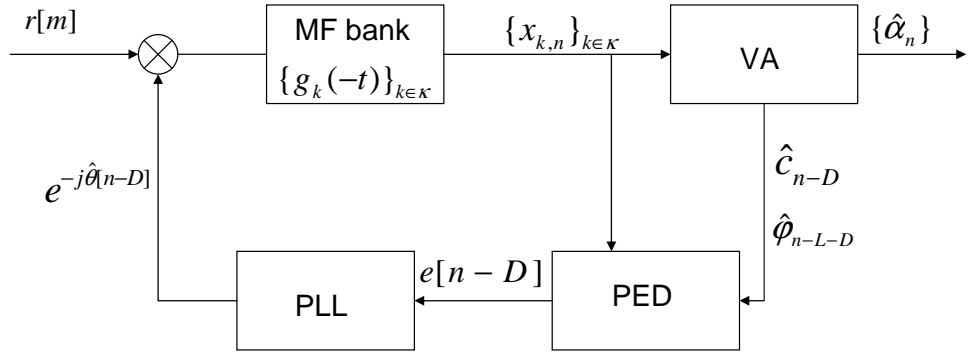 r[m]
MF bank
{g_k(-t)}_{k∈κ}
{x_{k,n}}_{k∈κ}
VA
{α̂_n}
e^{-jθ̂[n-D]}
ĉ_{n-D}
φ̂_{n-L-D}
PLL
e[n - D]
PED